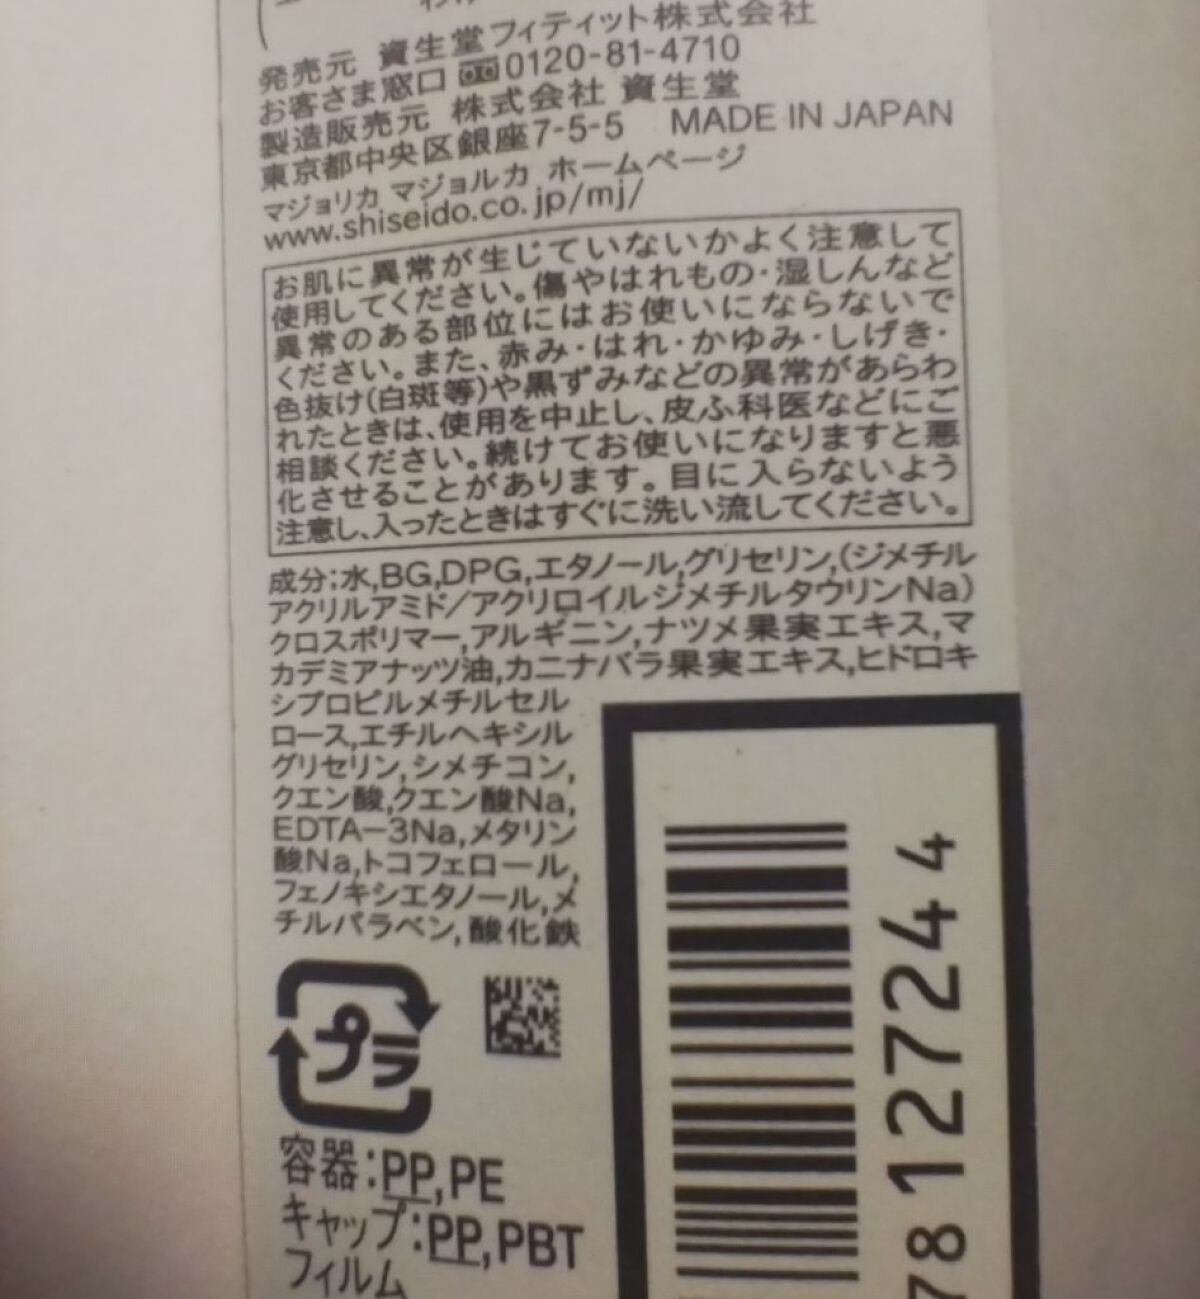 発売元 資生堂フィティット株式会社
お客さま窓口 0120-81-4710
製造販売元 株式会社 資生堂
東京都中央区銀座7-5-5 MADE IN JAPAN
マジョリカ マジョルカ ホームページ
www.shiseido.co.jp/mj/
お肌に異常が生じていないかよく注意して
使用してください。傷やはれもの・湿しんなど
異常のある部位にはお使いにならないで
ください。また、赤み・はれ・かゆみ・しげき・
色抜け(白斑等)や黒ずみなどの異常があらわ
れたときは、使用を中止し、皮ふ科医などにご
相談ください。続けてお使いになりますと悪
化させることがあります。目に入らないよう
注意し、入ったときはすぐに洗い流してください。
成分;水,BG,DPG,エタノール,グリセリン,(ジメチル
アクリルアミド/アクリロイルジメチルタウリンNa)
クロスポリマー,アルギニン,ナツメ果実エキス,マ
カデミアナッツ油,カニナバラ果実エキス,ヒドロキ
シプロピルメチルセル
ロース,エチルヘキシル
グリセリン,シメチコン,
クエン酸,クエン酸Na,
EDTA-3Na,メタリン
酸Na,トコフェロール,
フェノキシエタノール,メ
チルパラベン,酸化鉄
プラ
容器:PP,PE
キャップ:PP,PBT
フィルム
7812724 4